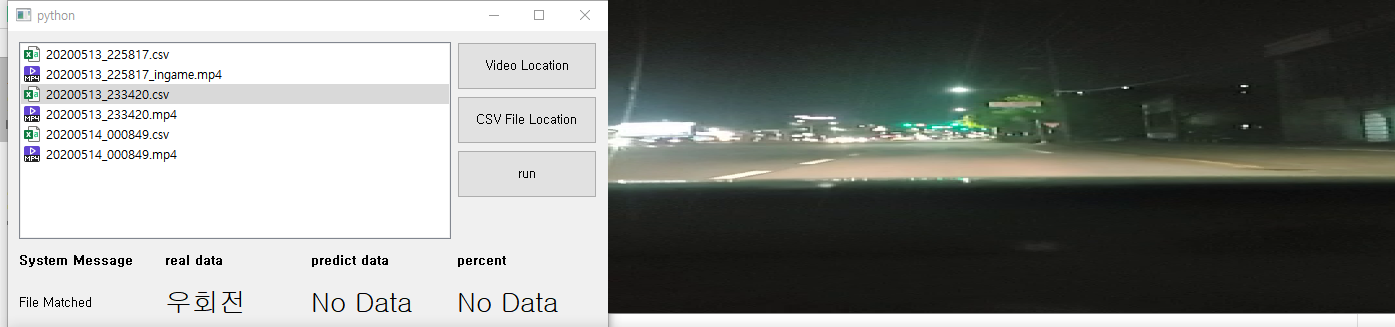 python
20200513_225817.csv
20200513_225817_ingame.mp4
20200513_233420.csv
20200513_233420.mp4
20200514_000849.csv
20200514_000849.mp4
Video Location
CSV File Location
run
System Message real data predict data percent
File Matched 우회전 No Data No Data